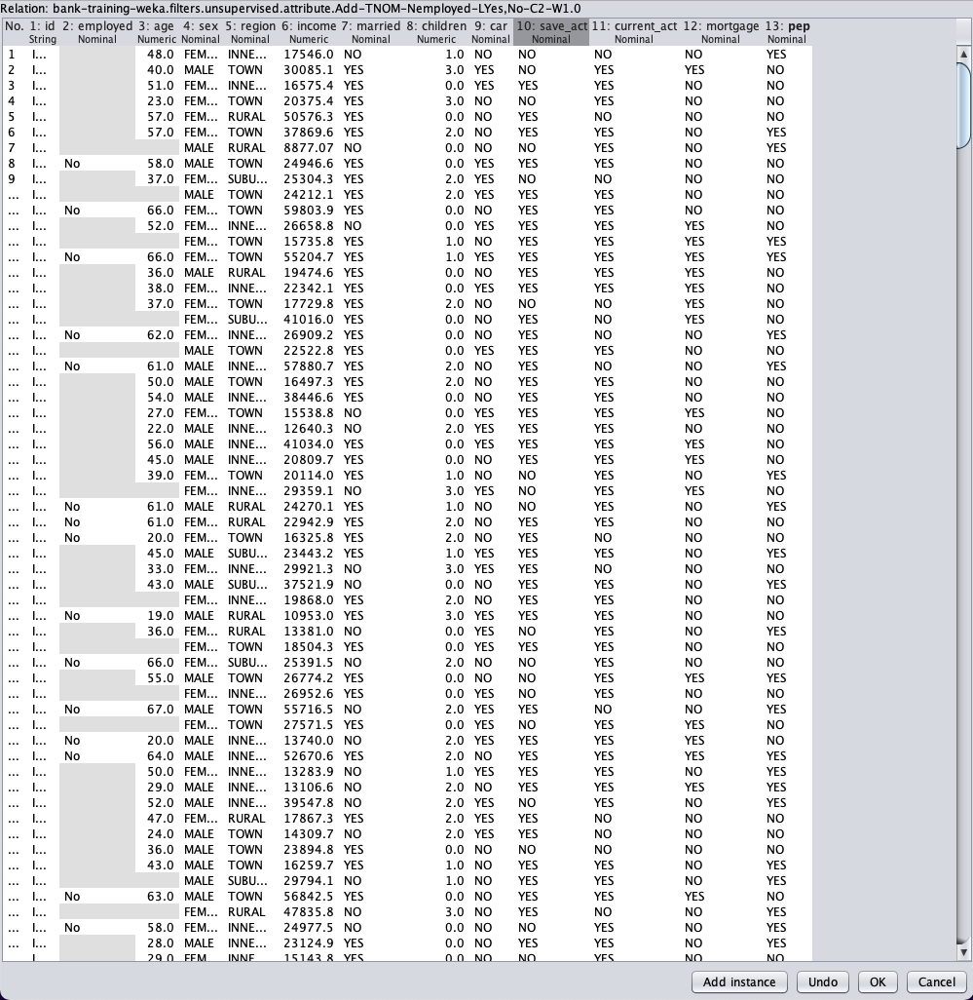 Relation: bank-training-weka.filters.unsupervised.attribute.Add-TNOM-Nemployed-LYes,No-C2-W1.0
No. 1: id 2: employed 3: age 4: sex 5: region 6: income 7: married 8: children 9: car 10: save_act 11: current_act 12: mortgage 13: pep
String Nominal Numeric Nominal Nominal Numeric Nominal Numeric Nominal Nominal Nominal Nominal Nominal
1 I... 48.0 FEM... INNE... 17546.0 NO 1.0 NO NO NO NO YES
2 I... 40.0 MALE TOWN 30085.1 YES 3.0 YES NO YES YES NO
3 I... 51.0 FEM... INNE... 16575.4 YES 0.0 YES YES YES NO NO
4 I... 23.0 FEM... TOWN 20375.4 YES 3.0 NO NO YES NO NO
5 I... 57.0 FEM... RURAL 50576.3 YES 0.0 NO YES NO NO NO
6 I... 57.0 FEM... TOWN 37869.6 YES 2.0 NO YES YES NO YES
7 I... MALE RURAL 8877.07 NO 0.0 NO NO YES NO YES
8 I... No 58.0 MALE TOWN 24946.6 YES 0.0 YES YES YES NO NO
9 I... 37.0 FEM... SUBU... 25304.3 YES 2.0 YES NO NO NO NO
... I... MALE TOWN 24212.1 YES 2.0 YES YES YES NO NO
... I... No 66.0 FEM... TOWN 59803.9 YES 0.0 NO YES YES NO NO
... I... 52.0 FEM... INNE... 26658.8 NO 0.0 YES YES YES YES NO
... I... FEM... TOWN 15735.8 YES 1.0 NO YES YES YES YES
... I... No 66.0 FEM... TOWN 55204.7 YES 1.0 YES YES YES YES YES
... I... 36.0 MALE RURAL 19474.6 YES 0.0 NO YES YES YES NO
... I... 38.0 FEM... INNE... 22342.1 YES 0.0 YES YES YES YES NO
... I... 37.0 FEM... TOWN 17729.8 YES 2.0 NO NO NO YES NO
... I... FEM... SUBU... 41016.0 YES 0.0 NO YES NO YES NO
... I... No 62.0 FEM... INNE... 26909.2 YES 0.0 NO YES NO NO YES
... I... MALE TOWN 22522.8 YES 0.0 YES YES YES NO NO
... I... No 61.0 MALE INNE... 57880.7 YES 2.0 NO YES NO NO YES
... I... 50.0 MALE TOWN 16497.3 YES 2.0 NO YES YES NO NO
... I... 54.0 MALE INNE... 38446.6 YES 0.0 NO YES YES NO NO
... I... 27.0 FEM... TOWN 15538.8 NO 0.0 YES YES YES YES NO
... I... 22.0 MALE INNE... 12640.3 NO 2.0 YES YES YES NO NO
... I... 56.0 MALE INNE... 41034.0 YES 0.0 YES YES YES YES NO
... I... 45.0 MALE INNE... 20809.7 YES 0.0 NO YES YES YES NO
... I... 39.0 FEM... TOWN 20114.0 YES 1.0 NO NO YES NO YES
... I... FEM... INNE... 29359.1 NO 3.0 YES NO YES YES NO
... I... No 61.0 MALE RURAL 24270.1 YES 1.0 NO NO YES NO YES
... I... No 61.0 FEM... RURAL 22942.9 YES 2.0 NO YES YES NO NO
... I... No 20.0 FEM... TOWN 16325.8 YES 2.0 NO YES NO NO NO
... I... 45.0 MALE SUBU... 23443.2 YES 1.0 YES YES YES NO YES
... I... 33.0 FEM... INNE... 29921.3 NO 3.0 YES YES NO NO NO
... I... 43.0 MALE SUBU... 37521.9 NO 0.0 NO YES YES NO YES
... I... FEM... INNE... 19868.0 YES 2.0 NO YES YES NO NO
... I... No 19.0 MALE RURAL 10953.0 YES 3.0 YES YES YES NO NO
... I... 36.0 FEM... RURAL 13381.0 NO 0.0 NO YES NO NO YES
... I... FEM... TOWN 18504.3 YES 0.0 YES YES YES NO NO
... I... No 66.0 FEM... SUBU... 25391.5 NO 2.0 NO NO YES NO NO
... I... 55.0 MALE TOWN 26774.2 YES 0.0 NO NO YES YES YES
... I... FEM... INNE... 26952.6 YES 0.0 NO NO YES NO NO
... I... No 67.0 MALE TOWN 55716.5 NO 2.0 YES YES NO NO YES
... I... FEM... TOWN 27571.5 YES 0.0 YES NO YES YES NO
... I... No 20.0 MALE INNE... 13740.0 NO 2.0 YES YES YES YES NO
... I... No 64.0 MALE INNE... 52670.6 YES 2.0 NO YES YES YES YES
... I... 50.0 FEM... INNE... 13283.9 NO 1.0 YES YES YES NO YES
... I... 29.0 MALE INNE... 13106.6 NO 2.0 NO YES YES YES YES
... I... 52.0 MALE INNE... 39547.8 NO 2.0 NO YES YES NO YES
... I... 47.0 FEM... RURAL 17867.3 YES 2.0 YES YES NO NO NO
... I... 24.0 MALE TOWN 14309.7 NO 2.0 YES YES NO NO NO
... I... 36.0 MALE TOWN 23894.8 YES 0.0 NO NO NO NO NO
... I... 43.0 MALE INNE... 16259.7 YES 1.0 NO YES YES NO YES
... I... MALE SUBU... 29794.1 NO 1.0 NO YES YES NO YES
... I... No 63.0 MALE TOWN 56842.5 YES 0.0 NO YES YES YES NO
... I... FEM... RURAL 47835.8 NO 3.0 NO YES NO NO YES
... I... No 58.0 FEM... INNE... 24977.5 NO 0.0 NO NO YES NO YES
... I... 28.0 MALE INNE... 23124.9 YES 0.0 NO YES YES NO YES
29.0 FEM INNE 15143.8 YES 0.0 NO YES YES NO YES
Add instance Undo OK Cancel